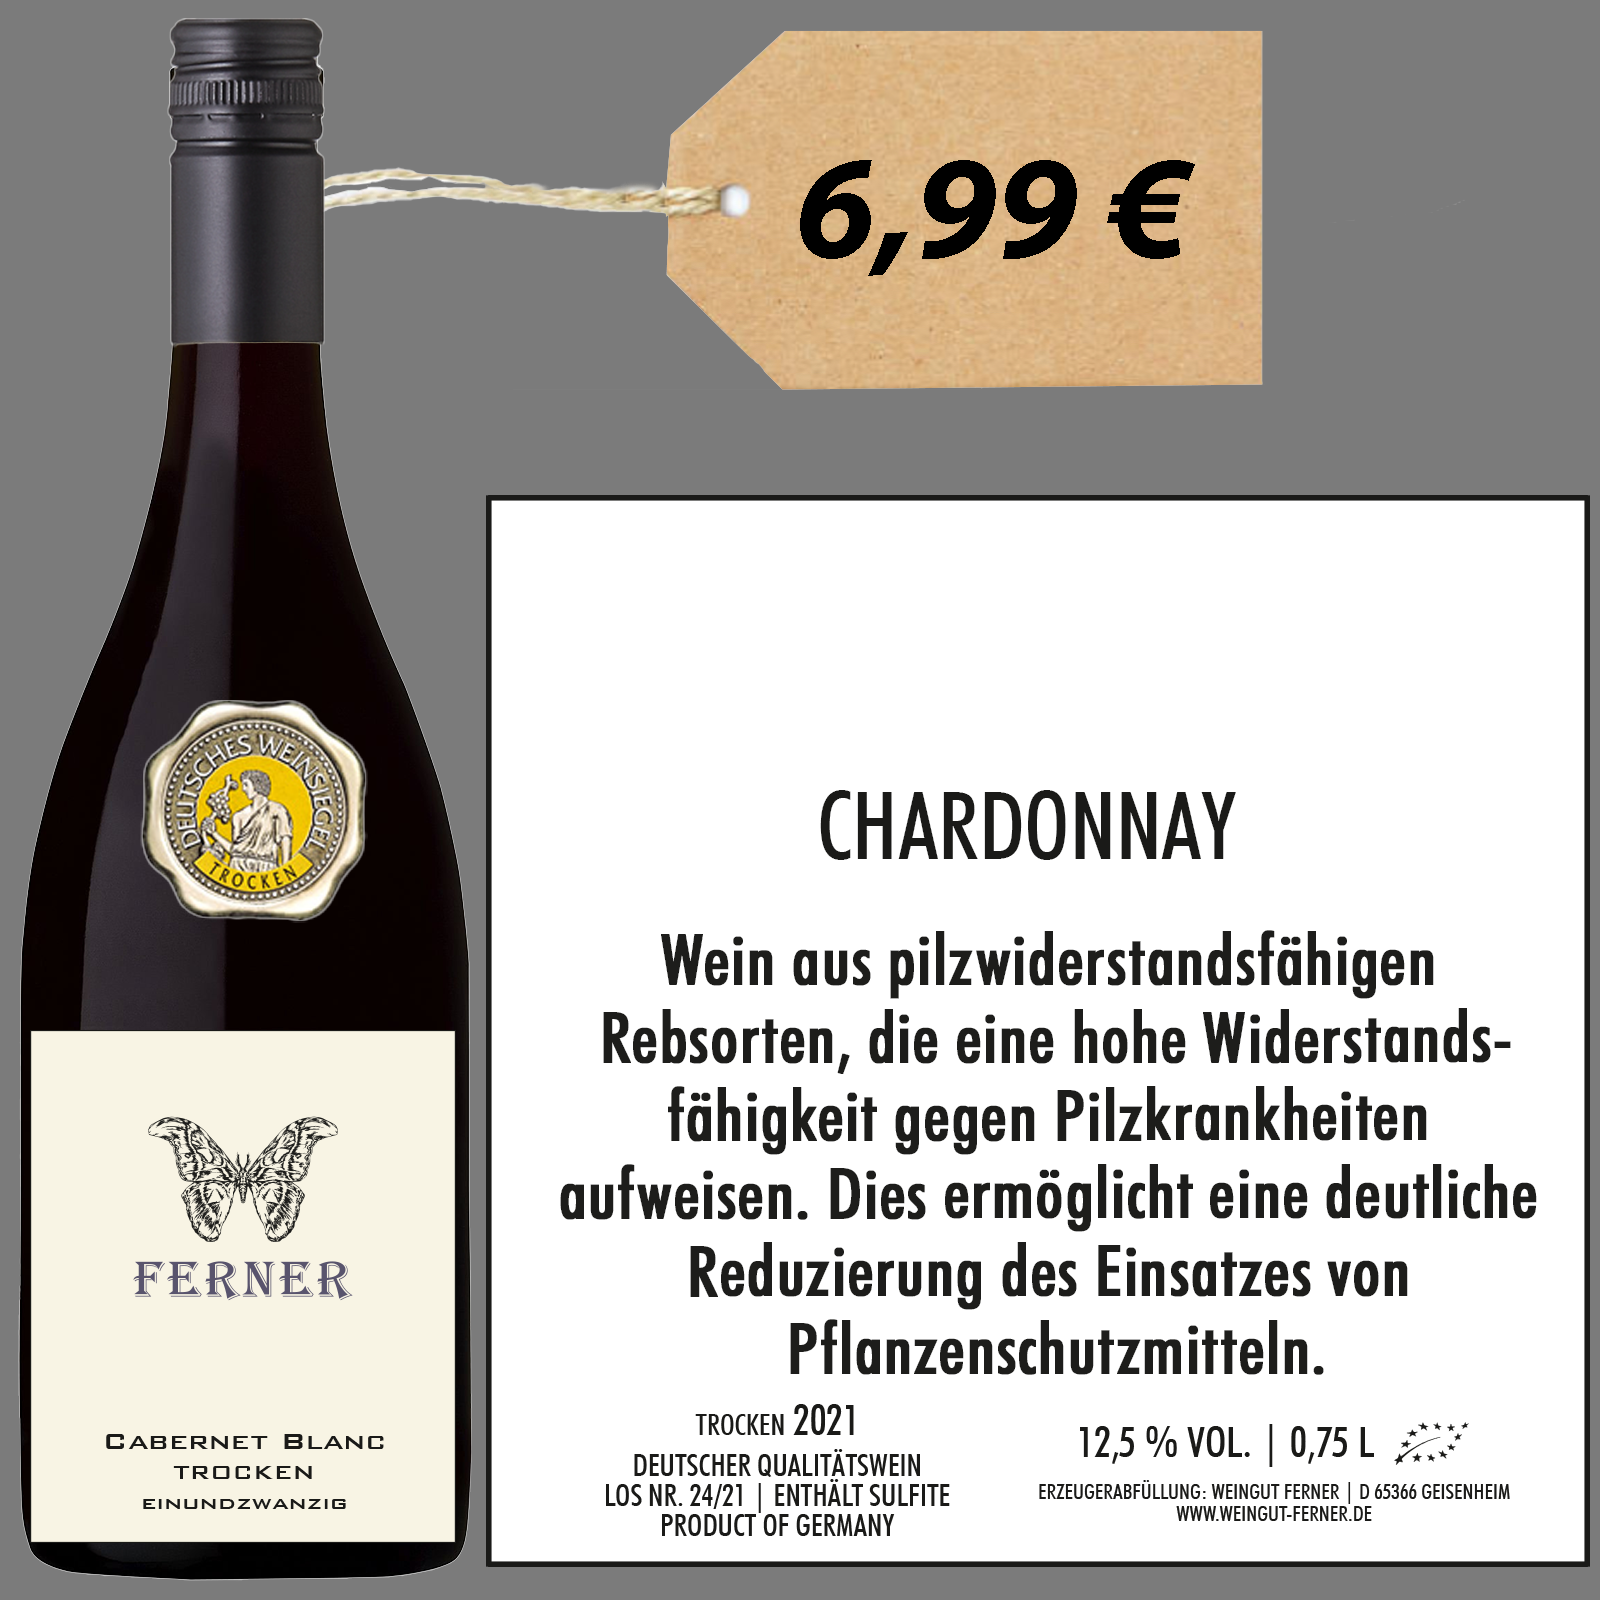 6,99 €
DEUTSCHES WEINSIEGEL
TROCKEN
FERNER
CABERNET BLANC
TROCKEN
EINUNDZWANZIG
CHARDONNAY
Wein aus pilzwiderstandsfähigen
Rebsorten, die eine hohe Widerstands-
fähigkeit gegen Pilzkrankheiten
aufweisen. Dies ermöglicht eine deutliche
Reduzierung des Einsatzes von
Pflanzenschutzmitteln.
TROCKEN 2021
DEUTSCHER QUALITÄTSWEIN
LOS NR. 24/21 | ENTHÄLT SULFITE
PRODUCT OF GERMANY
12,5 % VOL. | 0,75 L
ERZEUGERABFÜLLUNG: WEINGUT FERNER | D 65366 GEISENHEIM
WWW.WEINGUT-FERNER.DE